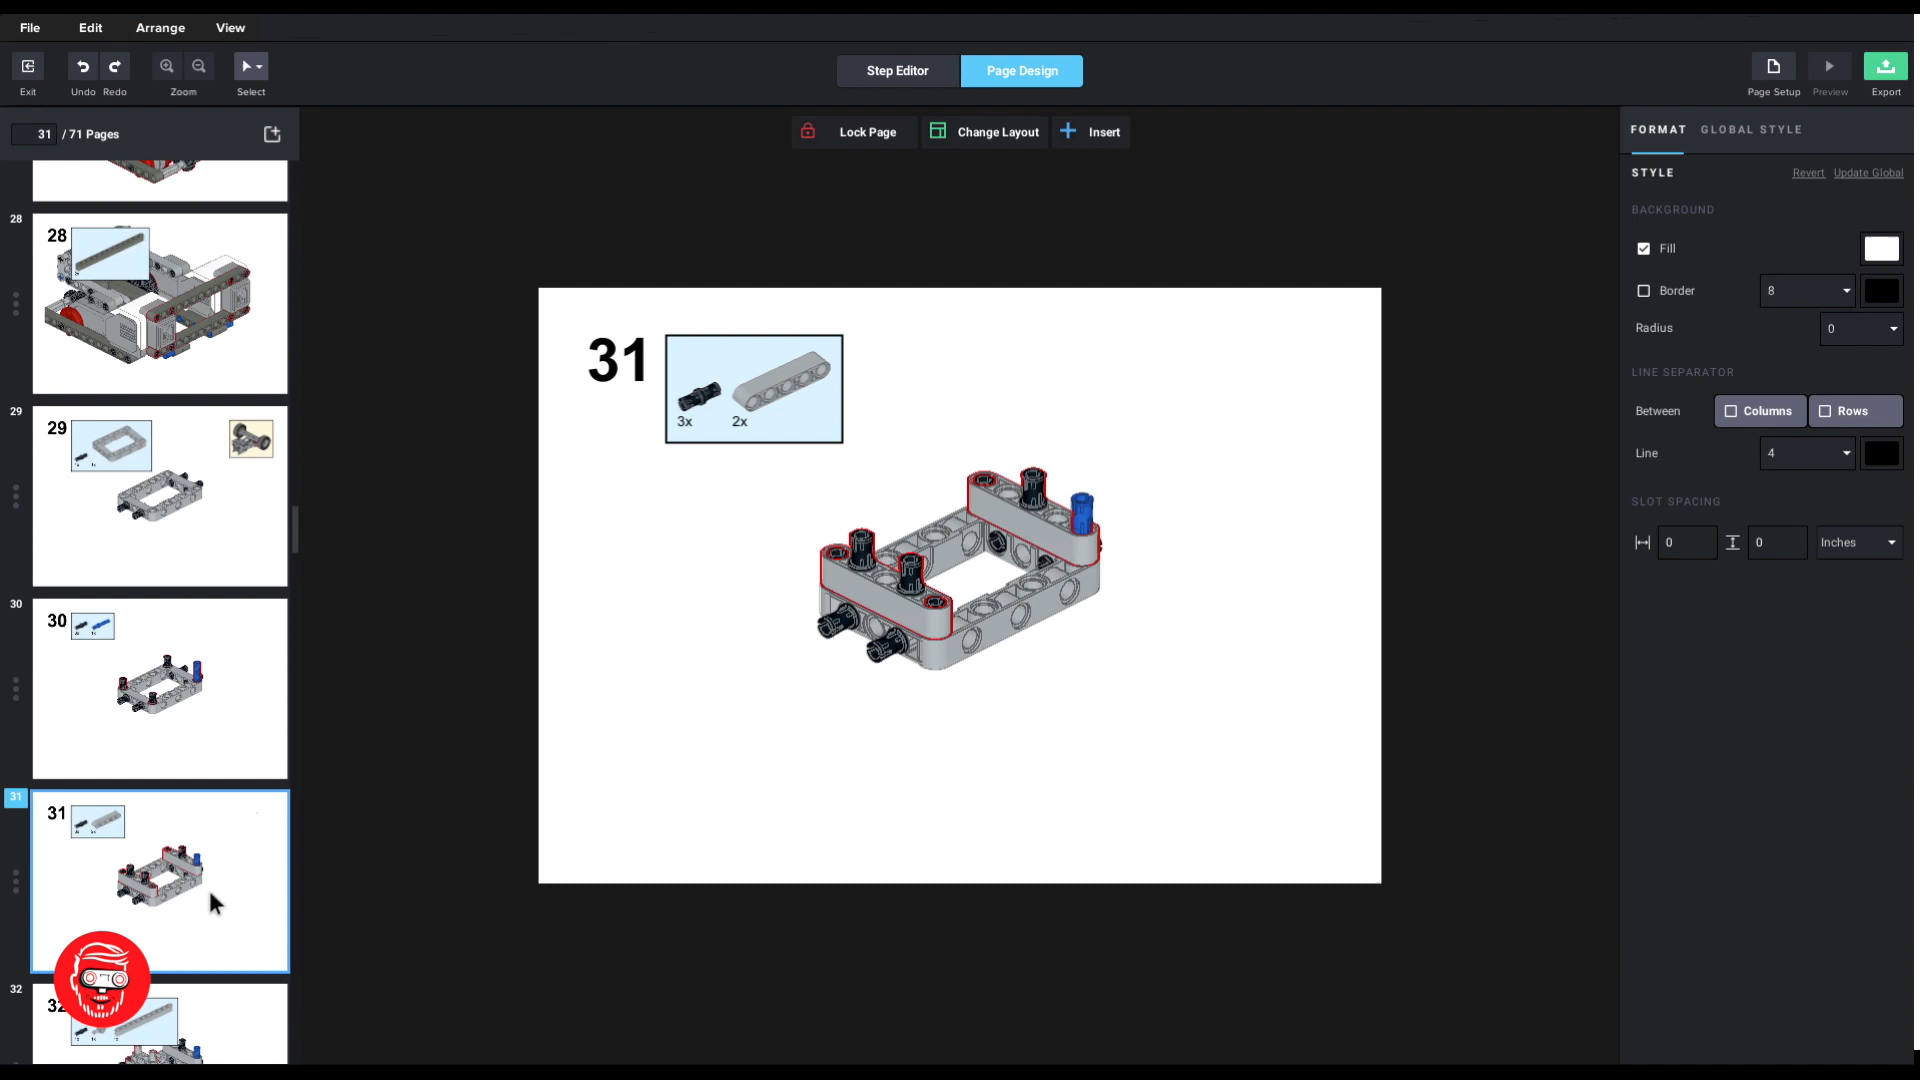 File Edit Arrange View
Exit Undo Redo Zoom Select
Step Editor Page Design
Page Setup Preview Export
31 / 71 Pages
Lock Page Change Layout Insert
FORMAT GLOBAL STYLE
STYLE Revert Update Global
BACKGROUND
Fill
Border 8
Radius 0
LINE SEPARATOR
Between Columns Rows
Line 4
SLOT SPACING
0 0 Inches
28
28
29
29
30
30
31
31
32
32
31
3x 2x